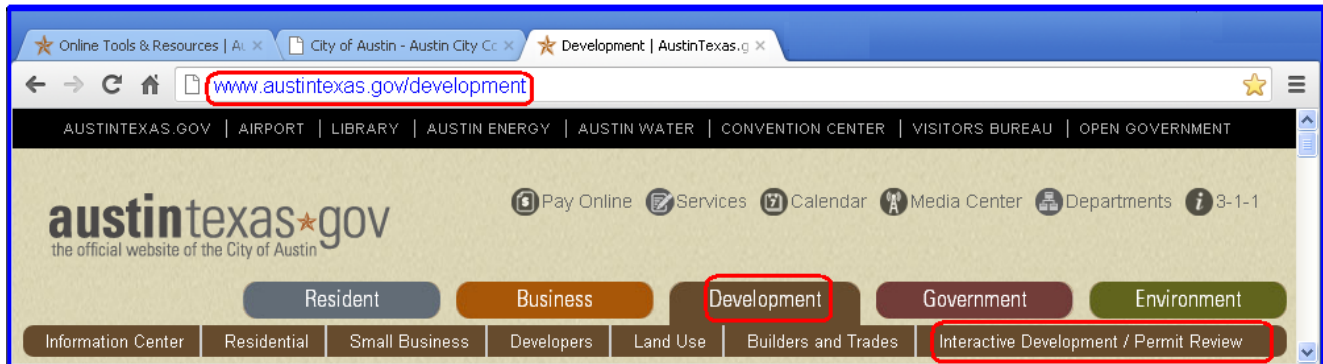 Online Tools & Resources | Au
City of Austin - Austin City Co
Development | AustinTexas.g
www.austintexas.gov/development
AUSTINTEXAS.GOV | AIRPORT | LIBRARY | AUSTIN ENERGY | AUSTIN WATER | CONVENTION CENTER | VISITORS BUREAU | OPEN GOVERNMENT
austintexas.gov
the official website of the City of Austin
Pay Online Services Calendar Media Center Departments 3-1-1
Resident Business Development Government Environment
Information Center Residential Small Business Developers Land Use Builders and Trades Interactive Development / Permit Review